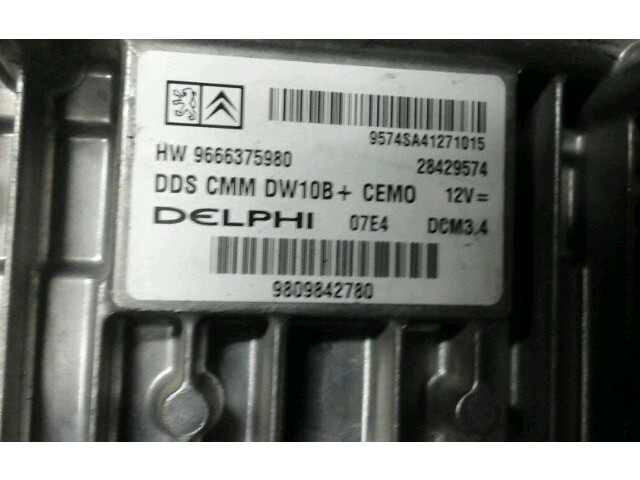 9574SA41271015
HW 9666375980 28429574
DDS CMM DW10B+ CEMO 12V=
DELPHI 07E4 DCM3.4
9809842780